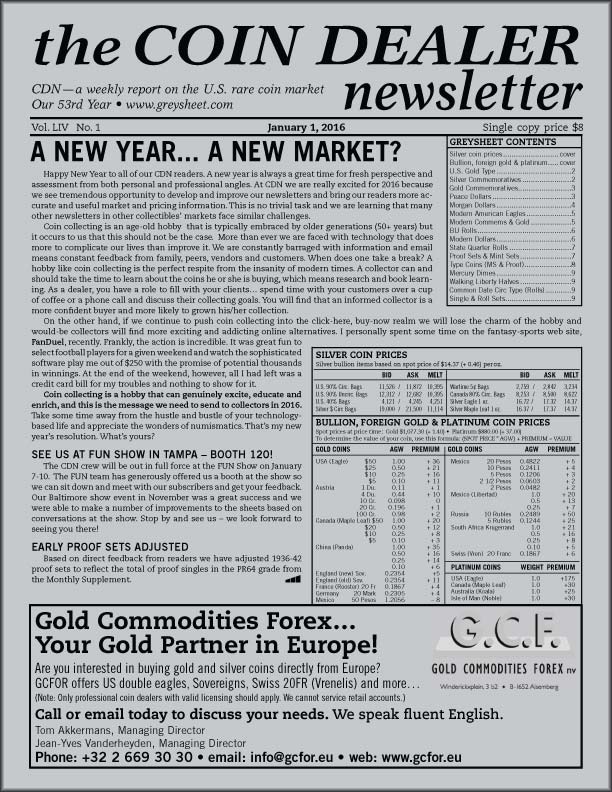 the COIN DEALER
newsletter
CDN—a weekly report on the U.S. rare coin market
Our 53rd Year • www.greysheet.com
Vol. LIV No. 1
January 1, 2016
Single copy price $8
A NEW YEAR... A NEW MARKET?
Happy New Year to all of our CDN readers. A new year is always a great time for fresh perspective and
assessment from both personal and professional angles. At CDN we are really excited for 2016 because
we see tremendous opportunity to develop and improve our newsletters and bring our readers more ac-
curate and useful market and pricing information. This is no trivial task and we are learning that many
other newsletters in other collectibles' markets face similar challenges.
Coin collecting is an age-old hobby that is typically embraced by older generations (50+ years) but
it occurs to us that this should not be the case. More than ever we are faced with technology that does
more to complicate our lives than improve it. We are constantly barraged with information and email
means constant feedback from family, peers, vendors and customers. When does one take a break? A
hobby like coin collecting is the perfect respite from the insanity of modern times. A collector can and
should take the time to learn about the coins he or she is buying, which means research and book learn-
ing. As a dealer, you have a role to fill with your clients... spend time with your customers over a cup
of coffee or a phone call and discuss their collecting goals. You will find that an informed collector is a
more confident buyer and more likely to grown his/her collection.
On the other hand, if we continue to push coin collecting into the click-here, buy-now realm we will lose the charm of the hobby and
would-be collectors will find more exciting and addicting online alternatives. I personally spent some time on the fantasy-sports web site,
FanDuel, recently. Frankly, the action is incredible. It was great fun to
select football players for a given weekend and watch the sophisticated
software play me out of $250 with the promise of potential thousands
in winnings. At the end of the weekend, however, all I had left was a
credit card bill for my troubles and nothing to show for it.
Coin collecting is a hobby that can genuinely excite, educate and
enrich, and this is the message we need to send to collectors in 2016.
Take some time away from the hustle and bustle of your technology-
based life and appreciate the wonders of numismatics. That's my new
year's resolution. What's yours?
SEE US AT FUN SHOW IN TAMPA – BOOTH 120!
The CDN crew will be out in full force at the FUN Show on January
7-10. The FUN team has generously offered us a booth at the show so
we can sit down and meet with our subscribers and get your feedback.
Our Baltimore show event in November was a great success and we
were able to make a number of improvements to the sheets based on
conversations at the show. Stop by and see us – we look forward to
seeing you there!
EARLY PROOF SETS ADJUSTED
Based on direct feedback from readers we have adjusted 1936-42
proof sets to reflect the total of proof singles in the PR64 grade from
the Monthly Supplement.
GREYSHEET CONTENTS
Silver coin prices..........cover
Bullion, foreign gold & platinum..... cover
U.S. Gold Type..........2
Silver Commemoratives..........2
Gold Commemoratives..........3
Peace Dollars..........3
Morgan Dollars..........4
Modern American Eagles..........5
Modern Commems & Gold..........5
BU Rolls..........6
Modern Dollars..........6
State Quarter Rolls..........7
Proof Sets & Mint Sets..........7
Type Coins (MS & Proof)..........8
Mercury Dimes..........9
Walking Liberty Halves..........9
Common Date Circ Type (Rolls)..........9
Single & Roll Sets..........9
SILVER COIN PRICES
Silver bullion items based on spot price of $14.37 (+ 0.46) peroz.
BID ASK MELT BID ASK MELT
U.S. 90% Circ. Bags 11,526 / 11,872 10,395 Wartime 5¢ Bags 2,759 / 2,842 3,234
U.S. 90% Uncirc. Bags 12,312 / 12,682 10,395 Canada 80% Circ. Bags 8,253 / 8,500 8,622
U.S. 40% Bags 4,121 / 4,245 4,251 Silver Eagle 1 oz. 16.72 / 17.32 14.37
Silver $ Circ Bags 19,000 / 21,500 11,114 Silver Maple Leaf 1 oz. 16.37 / 17.37 14.37
BULLION, FOREIGN GOLD & PLATINUM COIN PRICES
Spot prices at press time: Gold $1,077.30 (+ 1.40) • Platinum $880.00 (+ 37.00)
To determine the value of your coin, use this formula: (SPOT PRICE * AGW) + PREMIUM = VALUE
GOLD COINS AGW PREMIUM
USA (Eagle) $50 1.00 + 36
$25 0.50 + 21
$10 0.25 + 16
$5 0.10 + 11
Austria 1 Du. 0.11 + 1
4 Du. 0.44 + 10
10 Cr. 0.098 0
20 Cr. 0.196 + 1
100 Cr. 0.98 + 2
Canada (Maple Leaf) $50 1.00 + 20
$20 0.50 + 12
$10 0.25 + 8
$5 0.10 + 3
China (Panda) 1.00 + 35
0.50 + 16
0.25 + 14
0.10 + 6
England (new) Sov. 0.2354 +5
England (old) Sov. 0.2354 + 11
France (Rooster) 20 Fr 0.1867 + 4
Germany 20 Mark 0.2305 + 4
Mexico 50 Pesos 1.2056 – 8
GOLD COINS AGW PREMIUM
Mexico 20 Pesos 0.4822 + 5
10 Pesos 0.2411 + 4
5 Pesos 0.1206 + 3
2 1/2 Pesos 0.0603 + 2
2 Pesos 0.0482 + 2
Mexico (Libertad) 1.0 +20
0.5 + 13
0.25 + 7
Russia 10 Rubles 0.2489 + 50
5 Rubles 0.1244 + 25
South Africa Krugerrand 1.0 + 21
0.5 + 16
0.25 + 8
0.10 + 5
Swiss (Vren) 20 Franc 0.1867 + 6
PLATINUM COINS WEIGHT PREMIUM
USA (Eagle) 1.0 +175
Canada (Maple Leaf) 1.0 +30
Australia (Koala) 1.0 +25
Isle of Man (Noble) 1.0 +30
Gold Commodities Forex...
Your Gold Partner in Europe!
Are you interested in buying gold and silver coins directly from Europe?
GCFOR offers US double eagles, Sovereigns, Swiss 20FR (Vrenelis) and more...
(Note: Only professional coin dealers with valid licensing should apply. We cannot service retail accounts.)
Call or email today to discuss your needs. We speak fluent English.
Tom Akkermans, Managing Director
Jean-Yves Vanderheyden, Managing Director
Phone: +32 2 669 30 30 • email: info@gcfor.eu • web: www.gcfor.eu
G.C.F.
GOLD COMMODITIES FOREX nv
Winderickxplein, 3 b2 • B-1652 Alsemberg